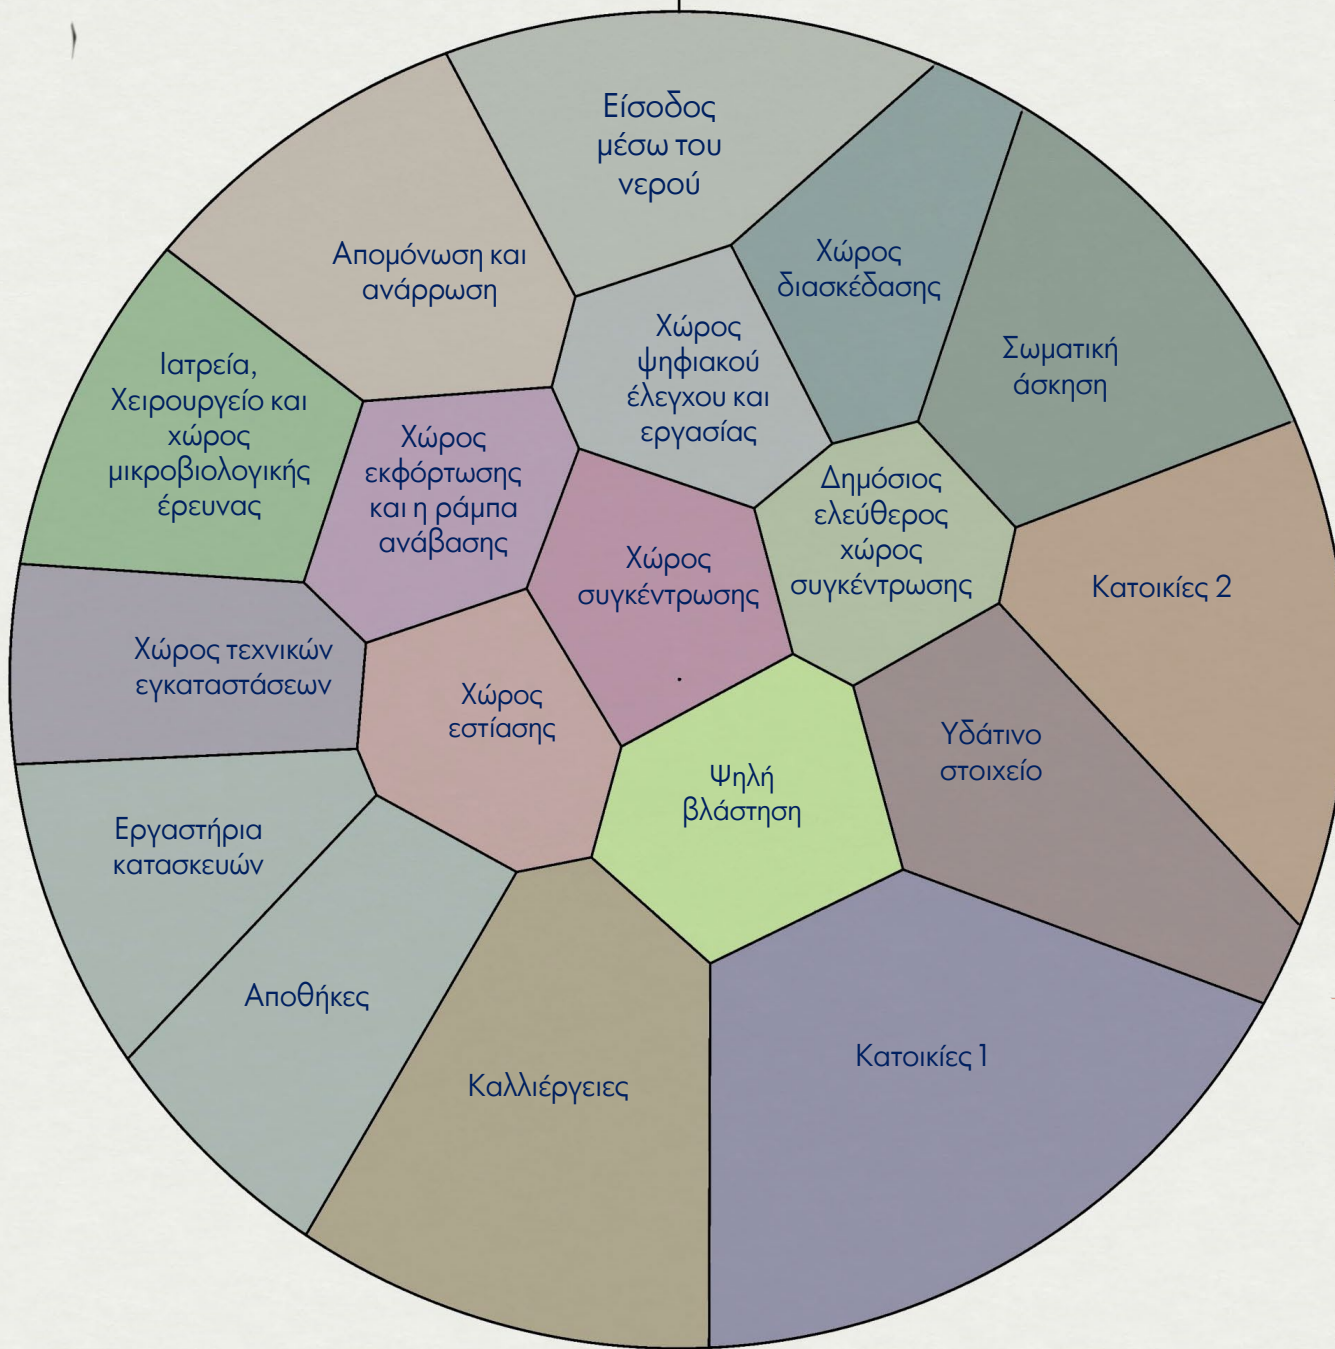 Είσοδος
μέσω του
νερού
Απομόνωση και
ανάρρωση
Χώρος
διασκέδασης
Χώρος
ψηφιακού
έλεγχου και
εργασίας
Σωματική
άσκηση
Ιατρεία,
Χειρουργείο και
χώρος
μικροβιολογικής
έρευνας
Χώρος
εκφόρτωσης
και η ράμπα
ανάβασης
Δημόσιος
ελεύθερος
χώρος
συγκέντρωσης
Χώρος
συγκέντρωσης
Κατοικίες 2
Χώρος τεχνικών
εγκαταστάσεων
Χώρος
εστίασης
Υδάτινο
στοιχείο
Ψηλή
βλάστηση
Εργαστήρια
κατασκευών
Αποθήκες
Καλλιέργειες
Κατοικίες 1